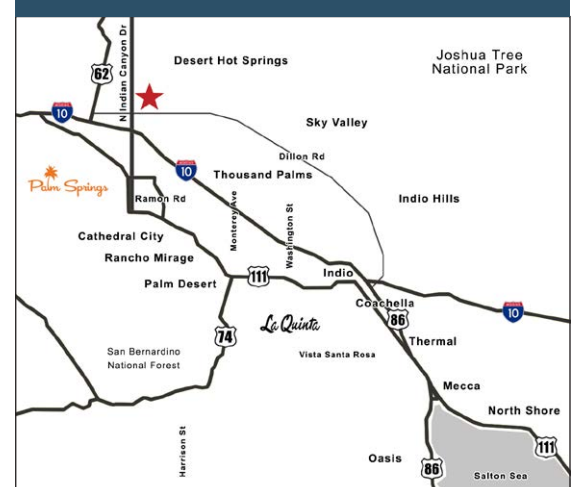 N Indian Canyon Dr
Desert Hot Springs
Joshua Tree
National Park
62
10
Sky Valley
Dillon Rd
10
Thousand Palms
Palm Springs
Ramon Rd
Indio Hills
Monterey Ave
Washington St
Cathedral City
Rancho Mirage
Indio
111
Palm Desert
Coachella
10
86
La Quinta
74
Thermal
San Bernardino
National Forest
Vista Santa Rosa
Mecca
North Shore
Harrison St
111
Oasis
86
Salton Sea